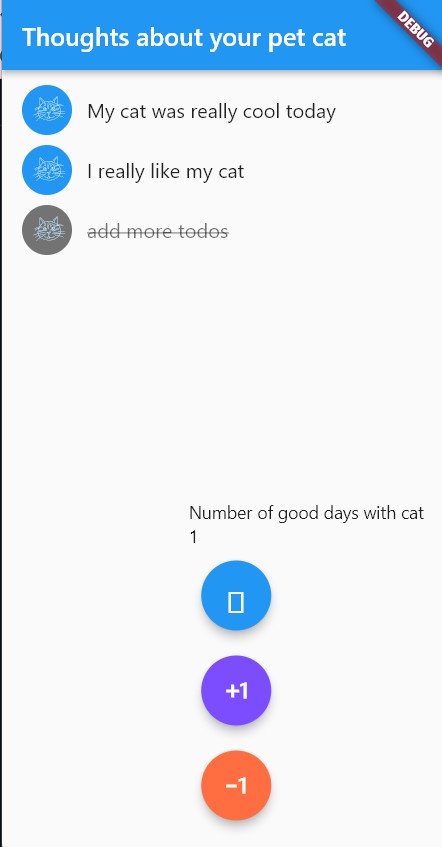 Thoughts about your pet cat
DEBUG
My cat was really cool today
I really like my cat
add more todos
Number of good days with cat
1
+1
-1